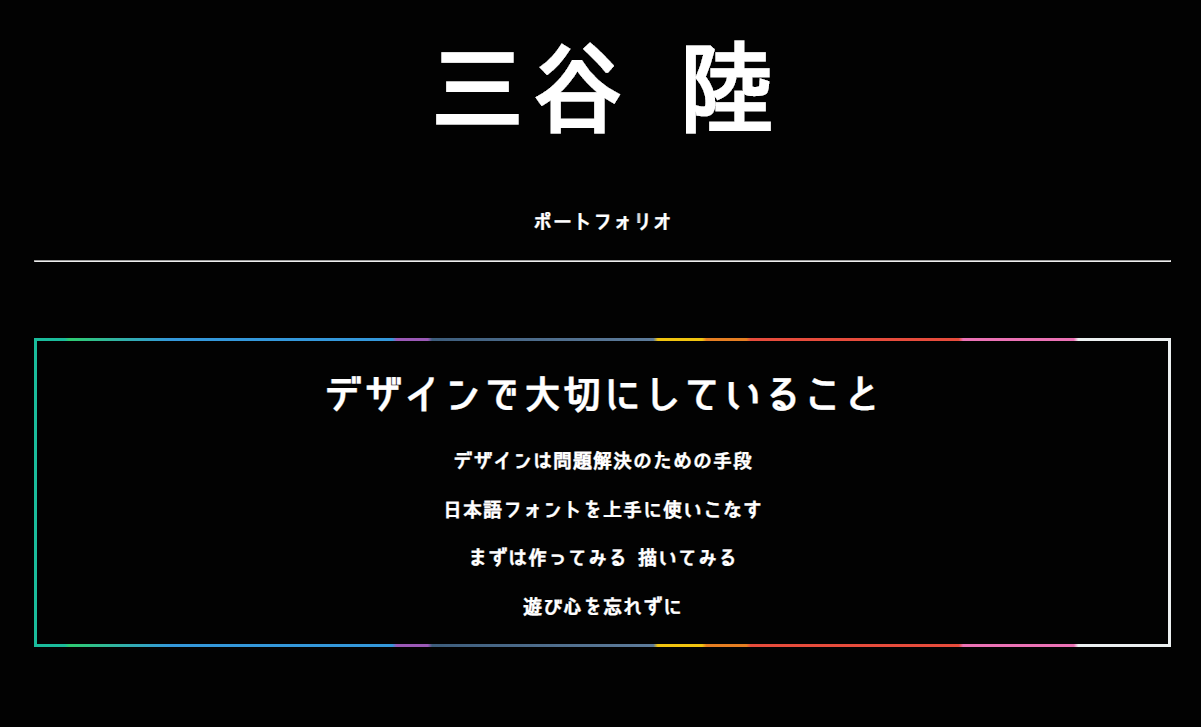 三谷 陸
ポートフォリオ
デザインで大切にしていること
デザインは問題解決のための手段
日本語フォントを上手に使いこなす
まずは作ってみる 描いてみる
遊び心を忘れずに